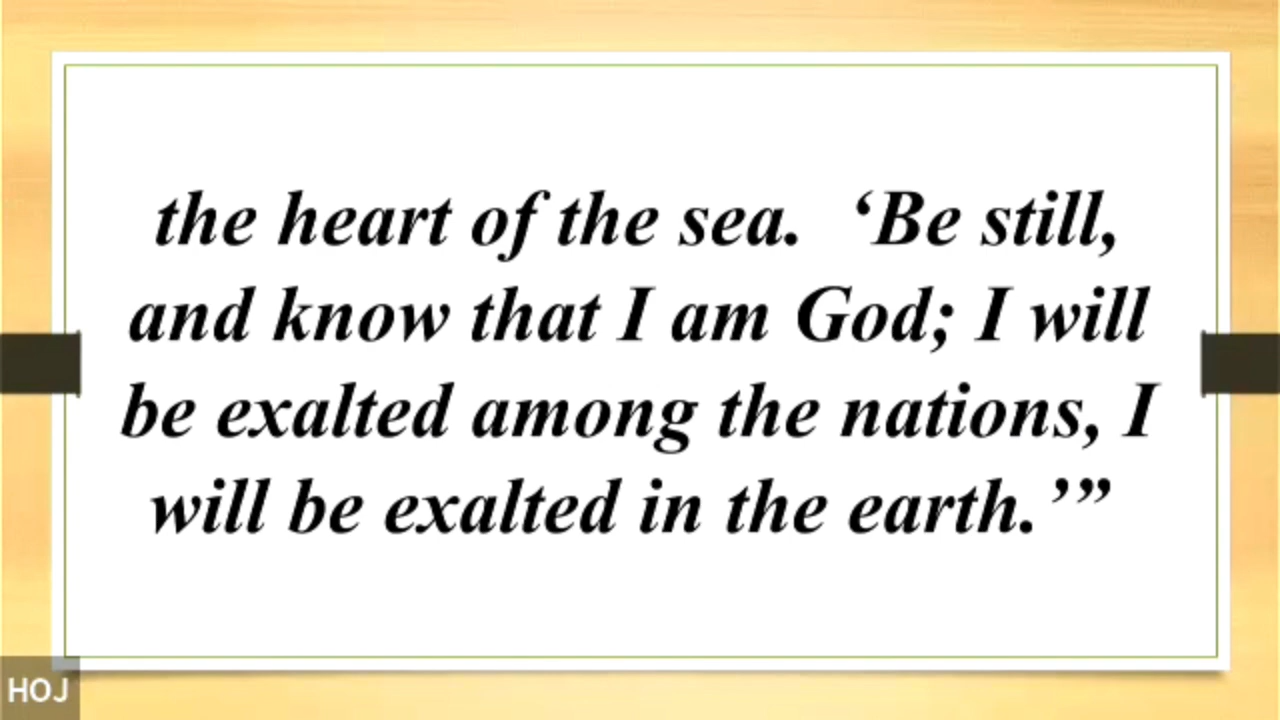 the heart of the sea.  ‘Be still,
and know that I am God; I will
be exalted among the nations, I
will be exalted in the earth.’”
HOJ